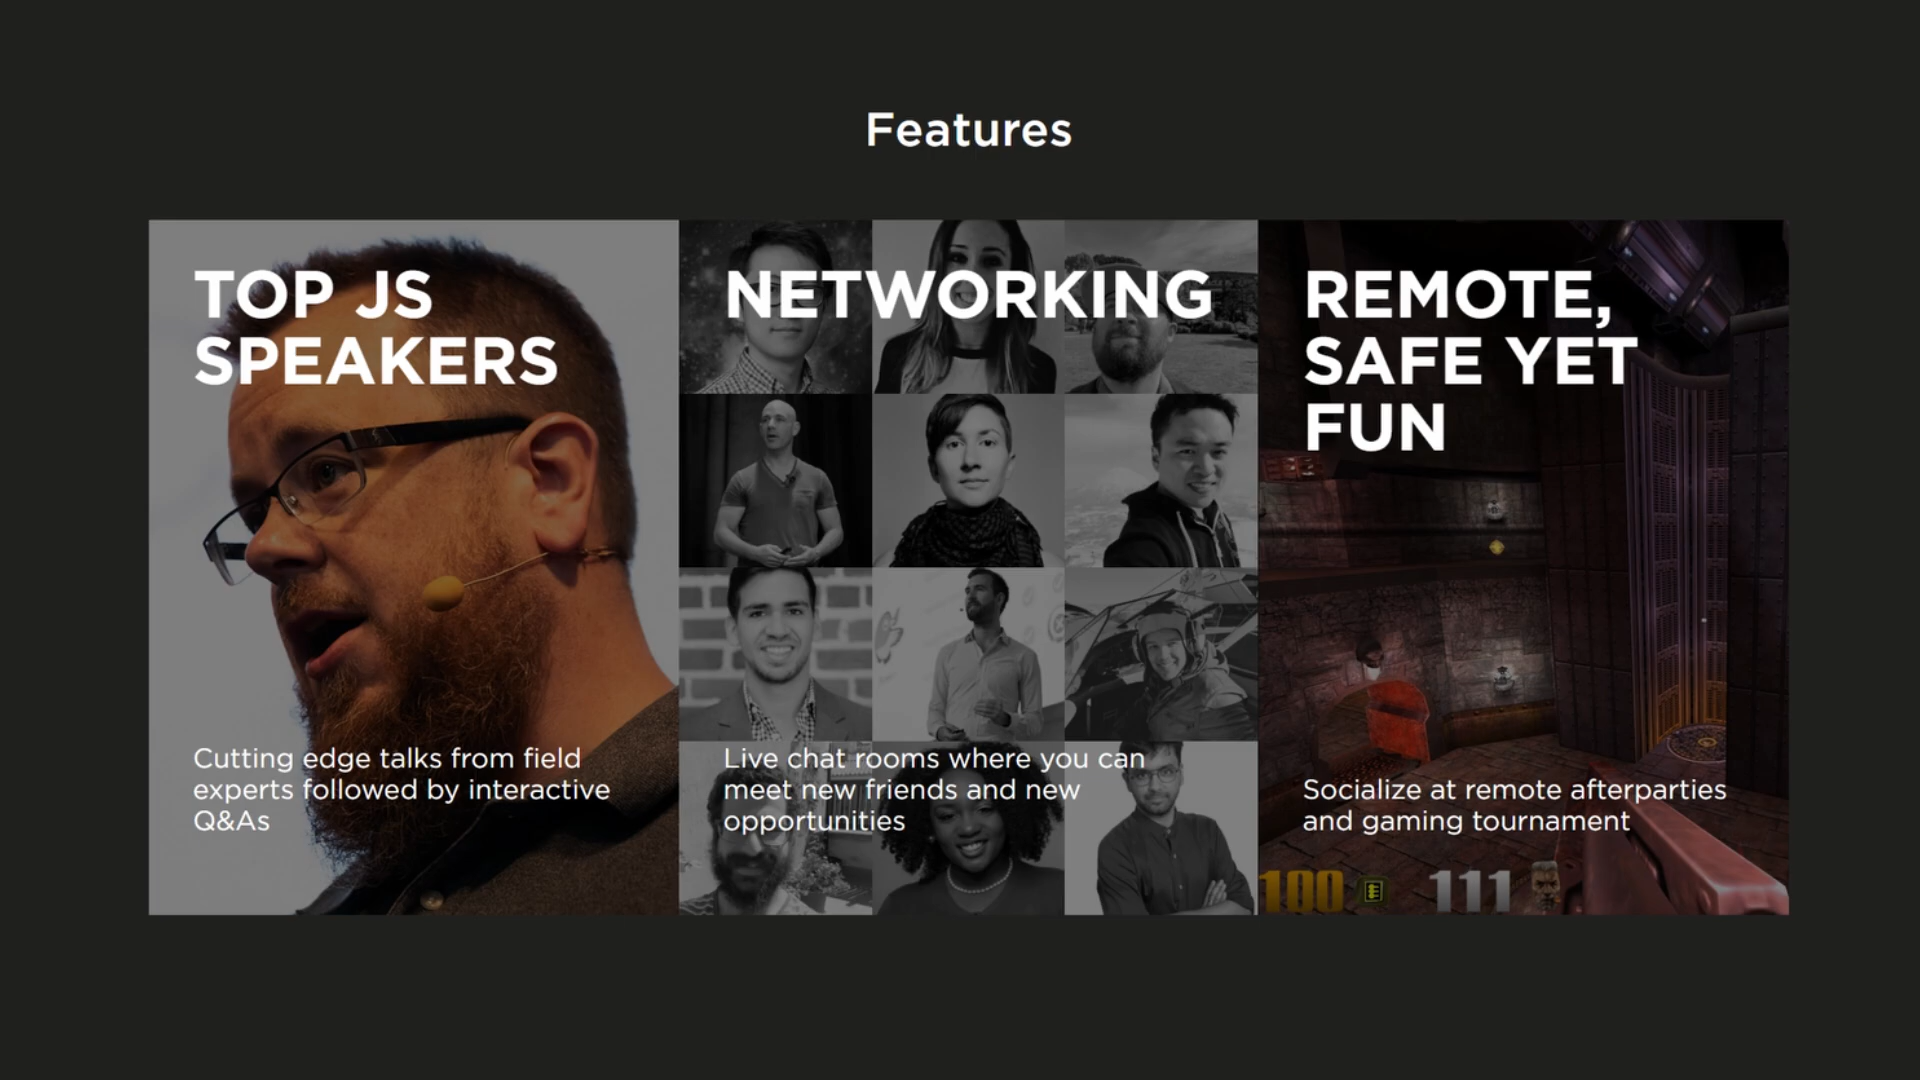 Features
TOP JS
SPEAKERS
Cutting edge talks from field
experts followed by interactive
Q&As
NETWORKING
Live chat rooms where you can
meet new friends and new
opportunities
REMOTE,
SAFE YET
FUN
Socialize at remote afterparties
and gaming tournament
100
111